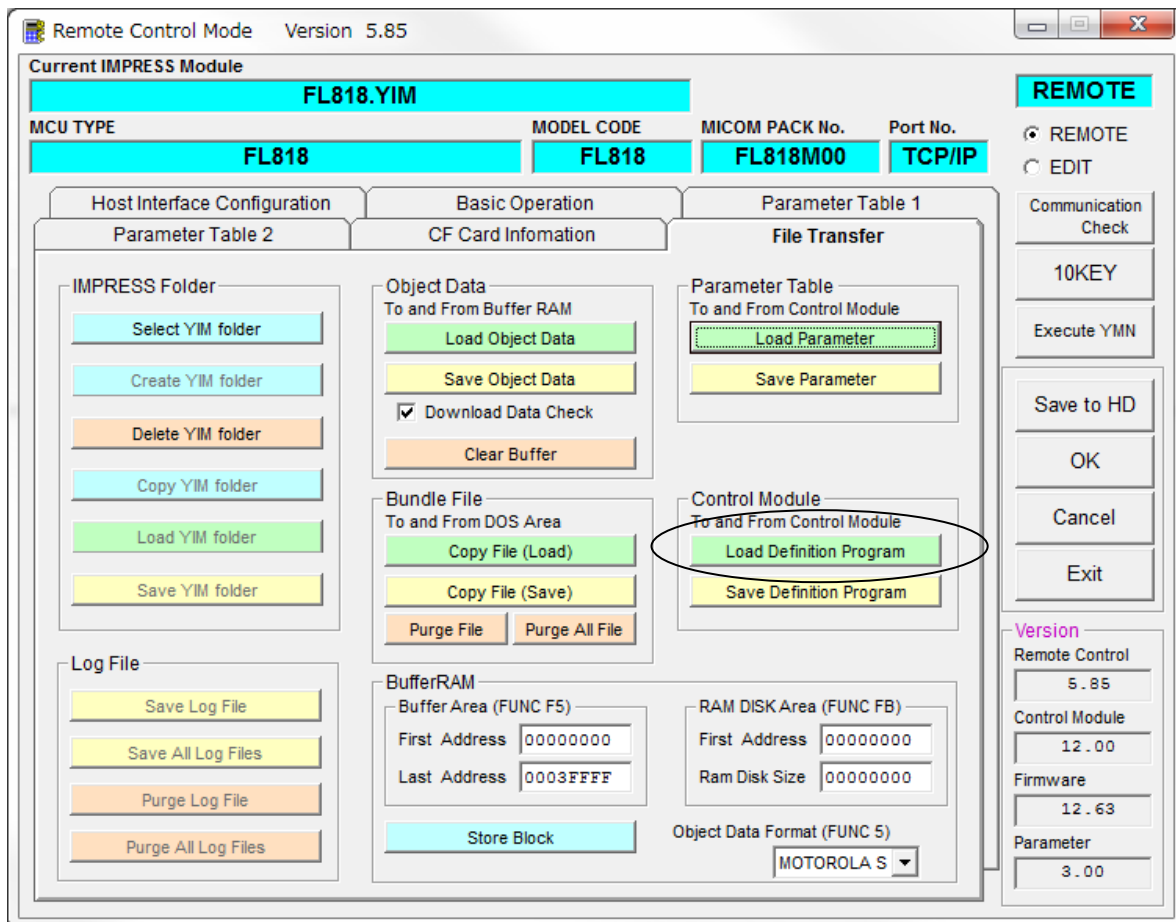 Remote Control Mode Version 5.85
Current IMPRESS Module
FL818.YIM
MCU TYPE
MODEL CODE
MICOM PACK No.
Port No.
FL818
FL818
FL818M00
TCP/IP
REMOTE
REMOTE
EDIT
Host Interface Configuration
Basic Operation
Parameter Table 1
Parameter Table 2
CF Card Infomation
File Transfer
IMPRESS Folder
Select YIM folder
Create YIM folder
Delete YIM folder
Copy YIM folder
Load YIM folder
Save YIM folder
Log File
Save Log File
Save All Log Files
Purge Log File
Purge All Log Files
Object Data
To and From Buffer RAM
Load Object Data
Save Object Data
Download Data Check
Clear Buffer
Bundle File
To and From DOS Area
Copy File (Load)
Copy File (Save)
Purge File
Purge All File
Parameter Table
To and From Control Module
Load Parameter
Save Parameter
Control Module
To and From Control Module
Load Definition Program
Save Definition Program
BufferRAM
Buffer Area (FUNC F5)
First Address 00000000
Last Address 0003FFFF
RAM DISK Area (FUNC FB)
First Address 00000000
Ram Disk Size 00000000
Store Block
Object Data Format (FUNC 5)
MOTOROLA S
Communication
Check
10KEY
Execute YMN
Save to HD
OK
Cancel
Exit
Version
Remote Control
5.85
Control Module
12.00
Firmware
12.63
Parameter
3.00